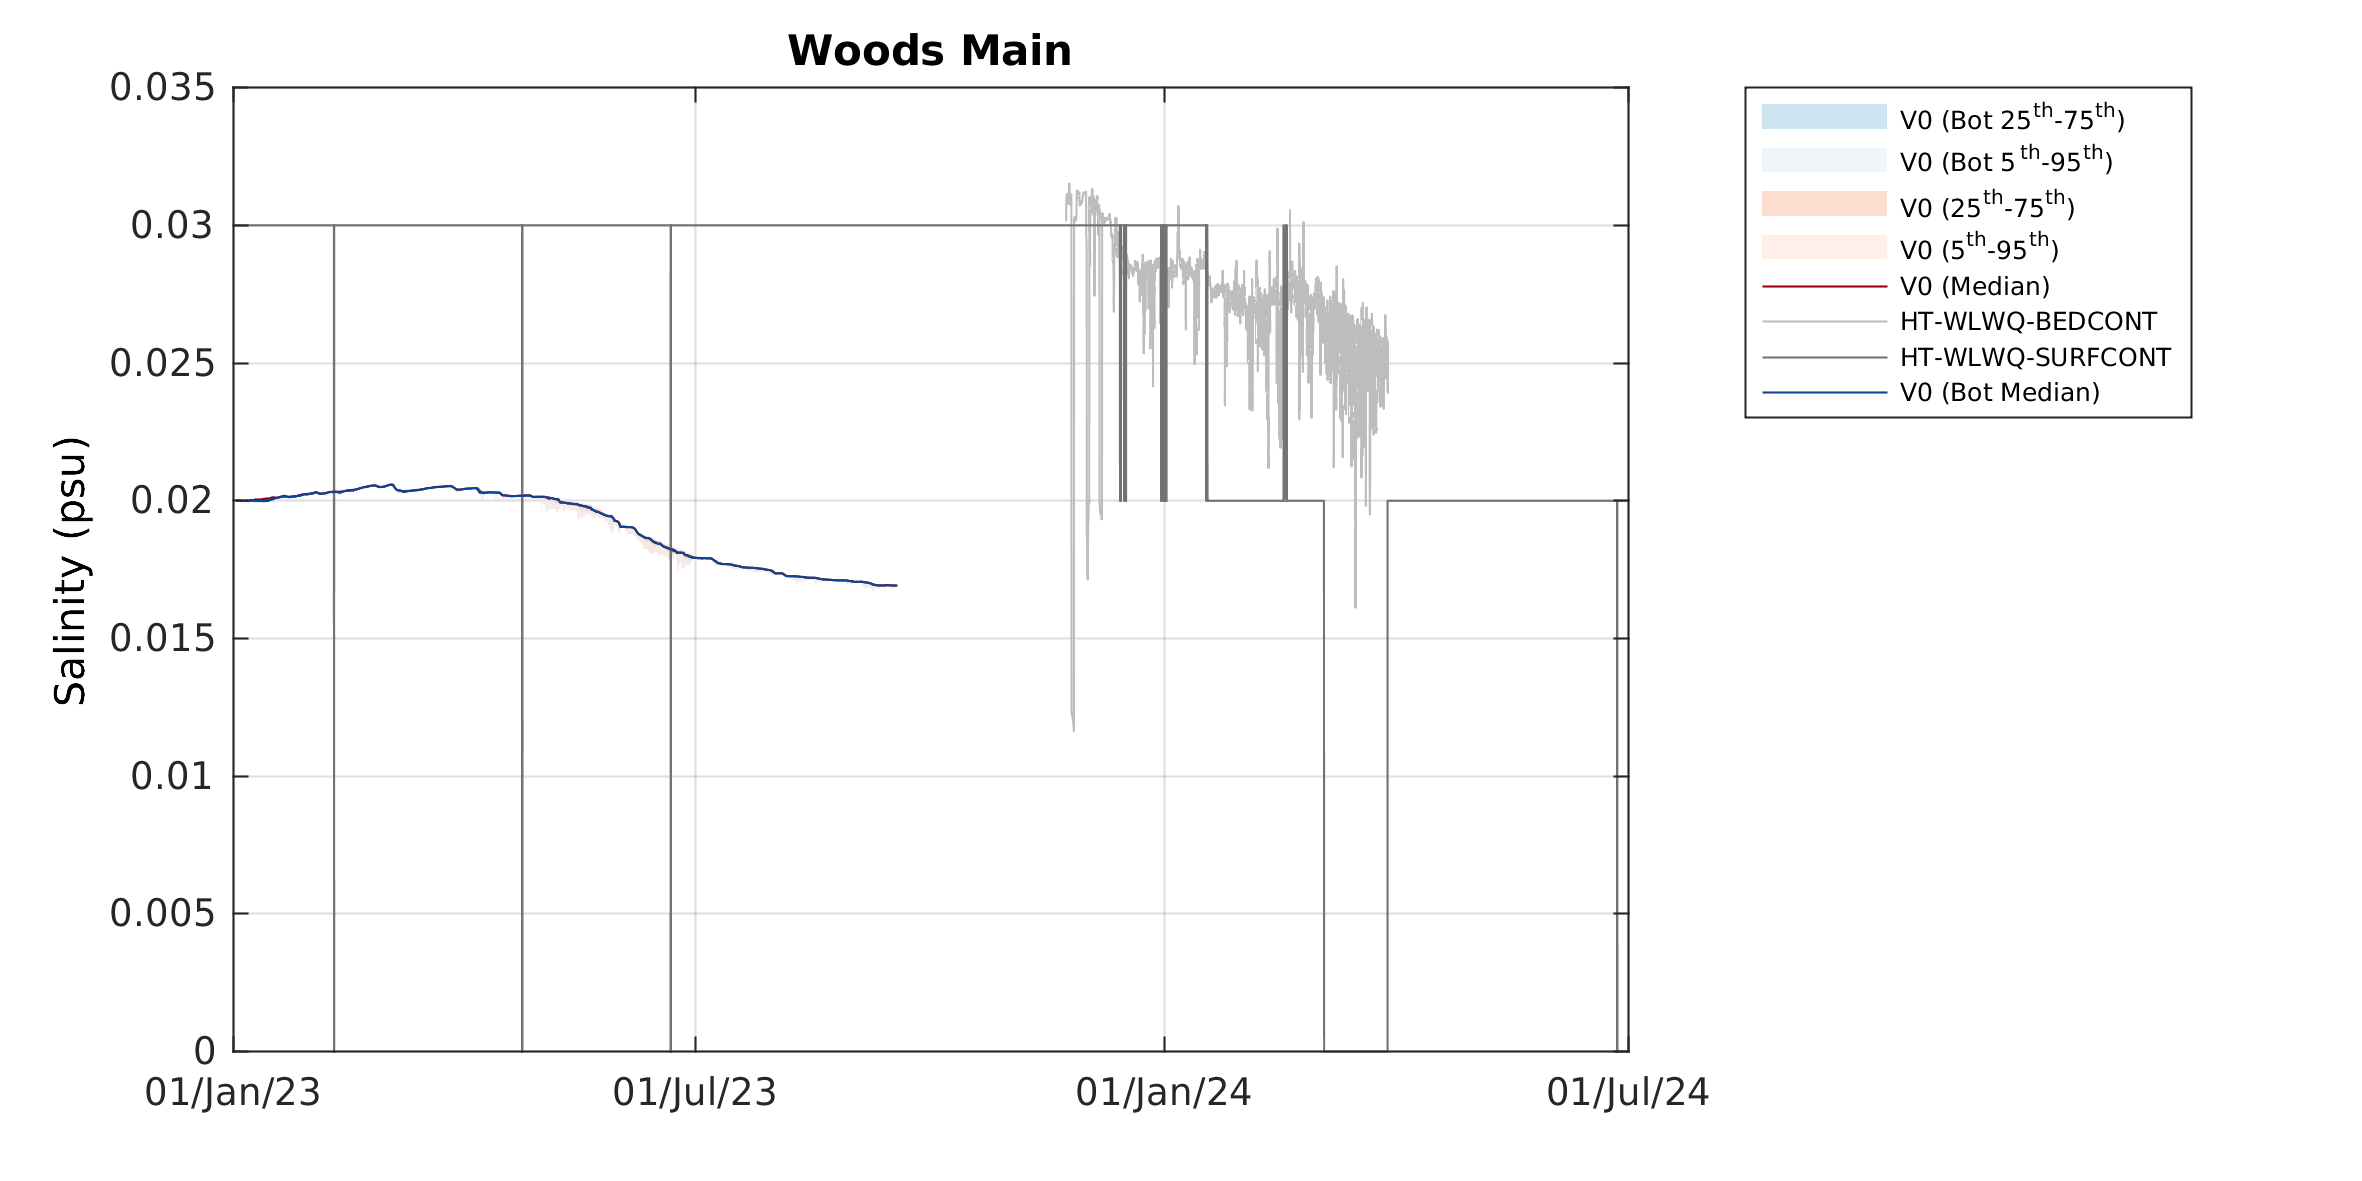 Woods Main
0.035
0.03
0.025
0.02
0.015
0.01
0.005
0
Salinity (psu)
01/Jan/23
01/Jul/23
01/Jan/24
01/Jul/24
V0 (Bot 25th-75th)
V0 (Bot 5th-95th)
V0 (25th-75th)
V0 (5th-95th)
V0 (Median)
HT-WLWQ-BEDCONT
HT-WLWQ-SURFCONT
V0 (Bot Median)